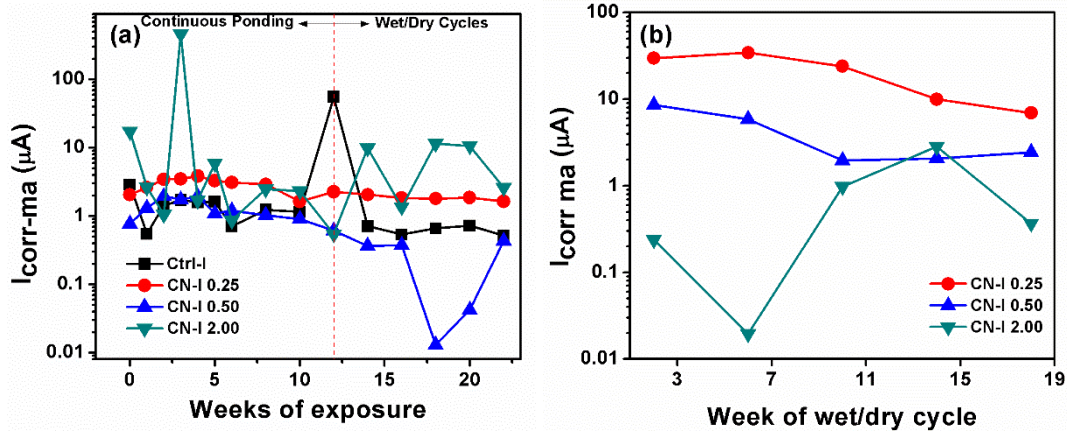 (a)
Continuous Ponding
Wet/Dry Cycles
100
10
1
0.1
0.01
Icorr-ma (μA)
Ctrl-I
CN-I 0.25
CN-I 0.50
CN-I 2.00
0 5 10 15 20
Weeks of exposure
(b)
100
10
1
0.1
0.01
Icorr ma (μA)
CN-I 0.25
CN-I 0.50
CN-I 2.00
3 7 11 15 19
Week of wet/dry cycle